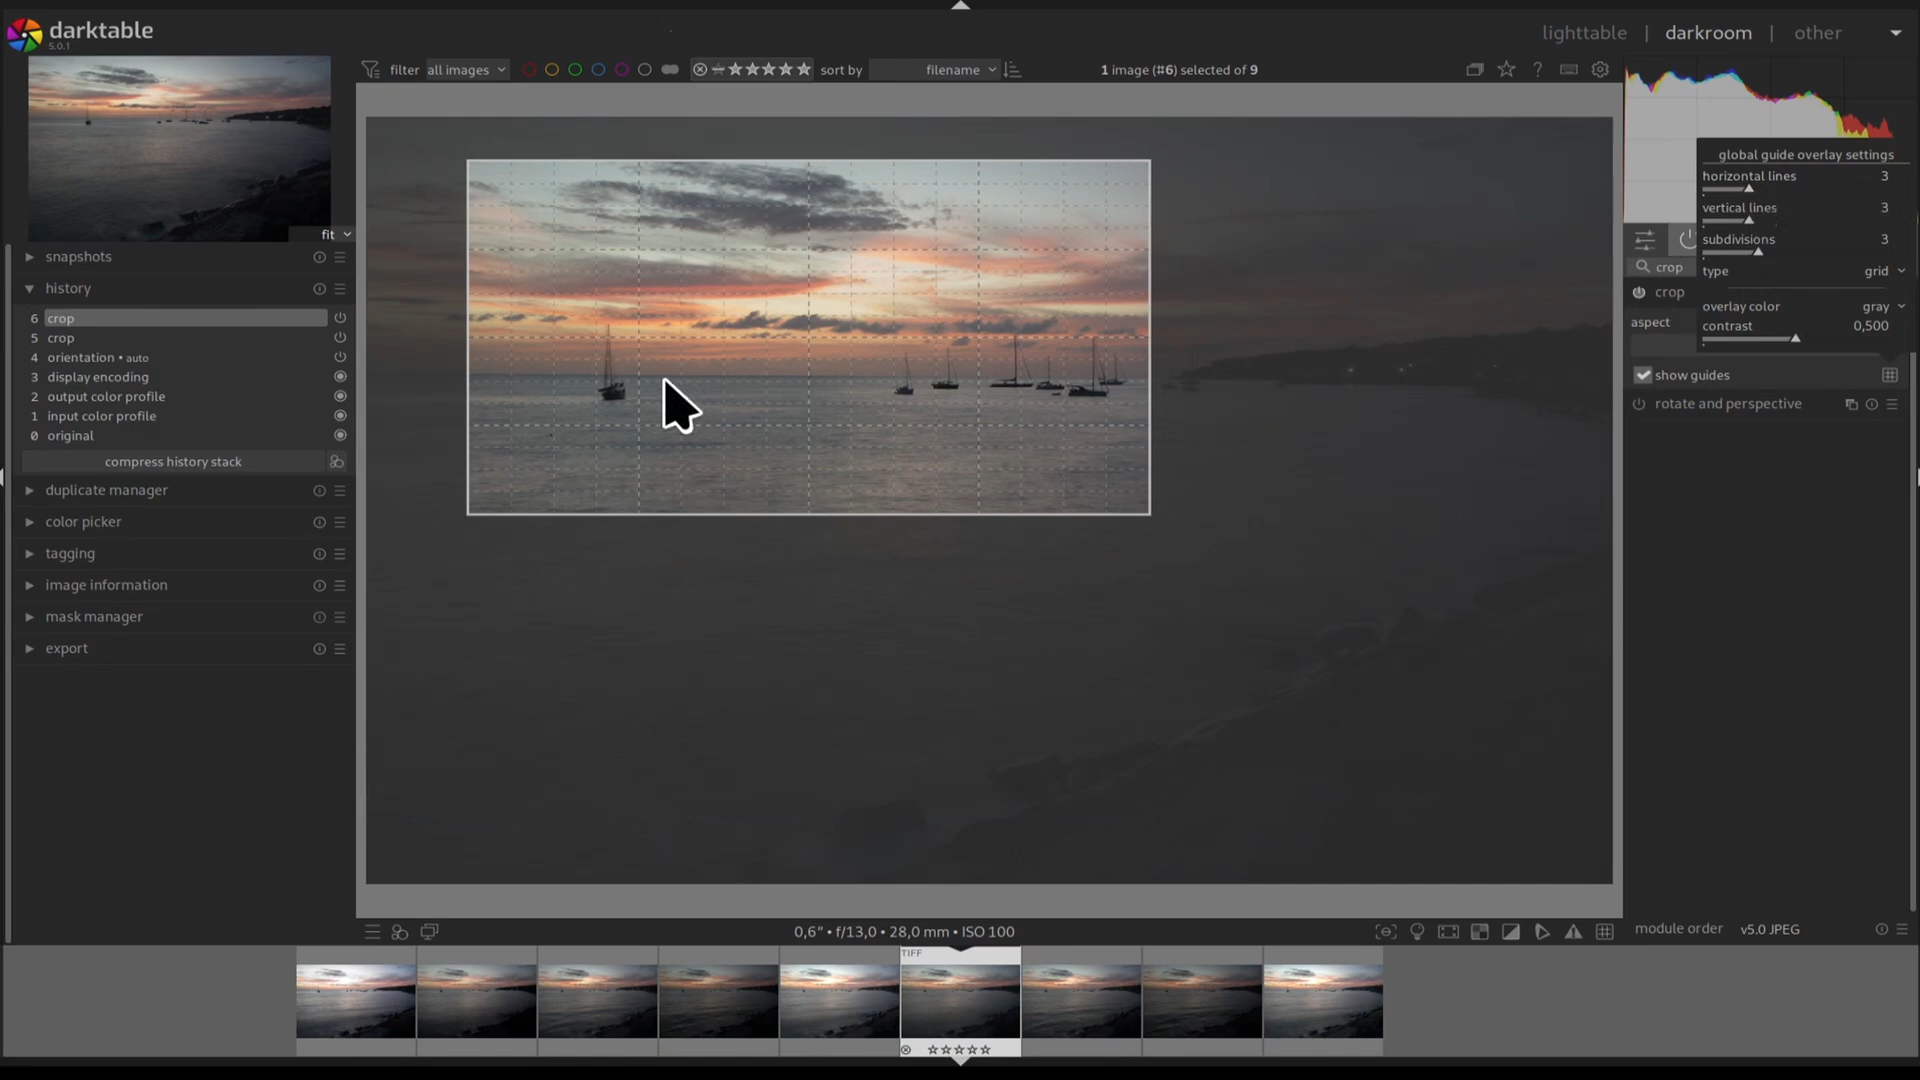 darktable
5.0.1
lighttable | darkroom | other
filter all images sort by filename 1 image (#6) selected of 9
global guide overlay settings
horizontal lines 3
vertical lines 3
subdivisions 3
type grid
overlay color gray
contrast 0,500
crop
crop
aspect
show guides
rotate and perspective
fit
snapshots
history
6 crop
5 crop
4 orientation • auto
3 display encoding
2 output color profile
1 input color profile
0 original
compress history stack
duplicate manager
color picker
tagging
image information
mask manager
export
0,6″ • f/13,0 • 28,0 mm • ISO 100
module order v5.0 JPEG
TIFF